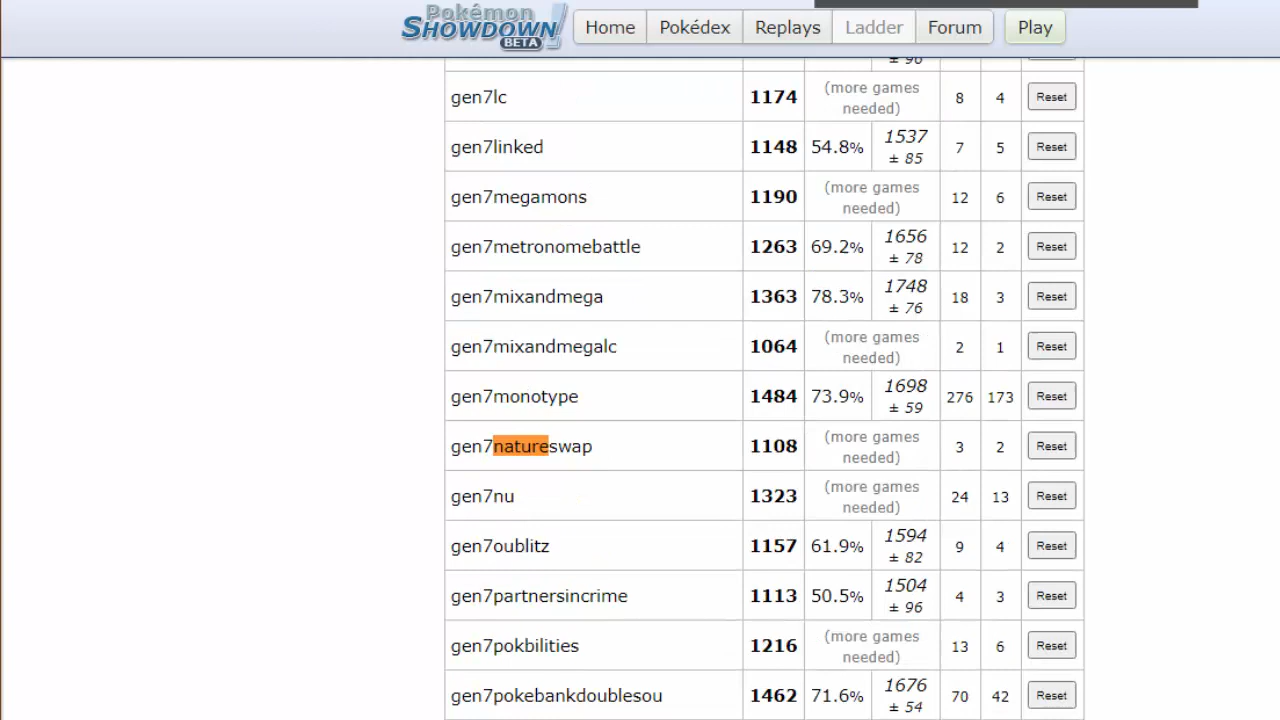 Pokémon
SHOWDOWN!
BETA
Home Pokédex Replays Ladder Forum Play
± 96
gen7lc 1174 (more games needed) 8 4 Reset
gen7linked 1148 54.8% 1537 ± 85 7 5 Reset
gen7megamons 1190 (more games needed) 12 6 Reset
gen7metronomebattle 1263 69.2% 1656 ± 78 12 2 Reset
gen7mixandmega 1363 78.3% 1748 ± 76 18 3 Reset
gen7mixandmegalc 1064 (more games needed) 2 1 Reset
gen7monotype 1484 73.9% 1698 ± 59 276 173 Reset
gen7natureswap 1108 (more games needed) 3 2 Reset
gen7nu 1323 (more games needed) 24 13 Reset
gen7oublitz 1157 61.9% 1594 ± 82 9 4 Reset
gen7partnersincrime 1113 50.5% 1504 ± 96 4 3 Reset
gen7pokbilities 1216 (more games needed) 13 6 Reset
gen7pokebankdoublesou 1462 71.6% 1676 ± 54 70 42 Reset